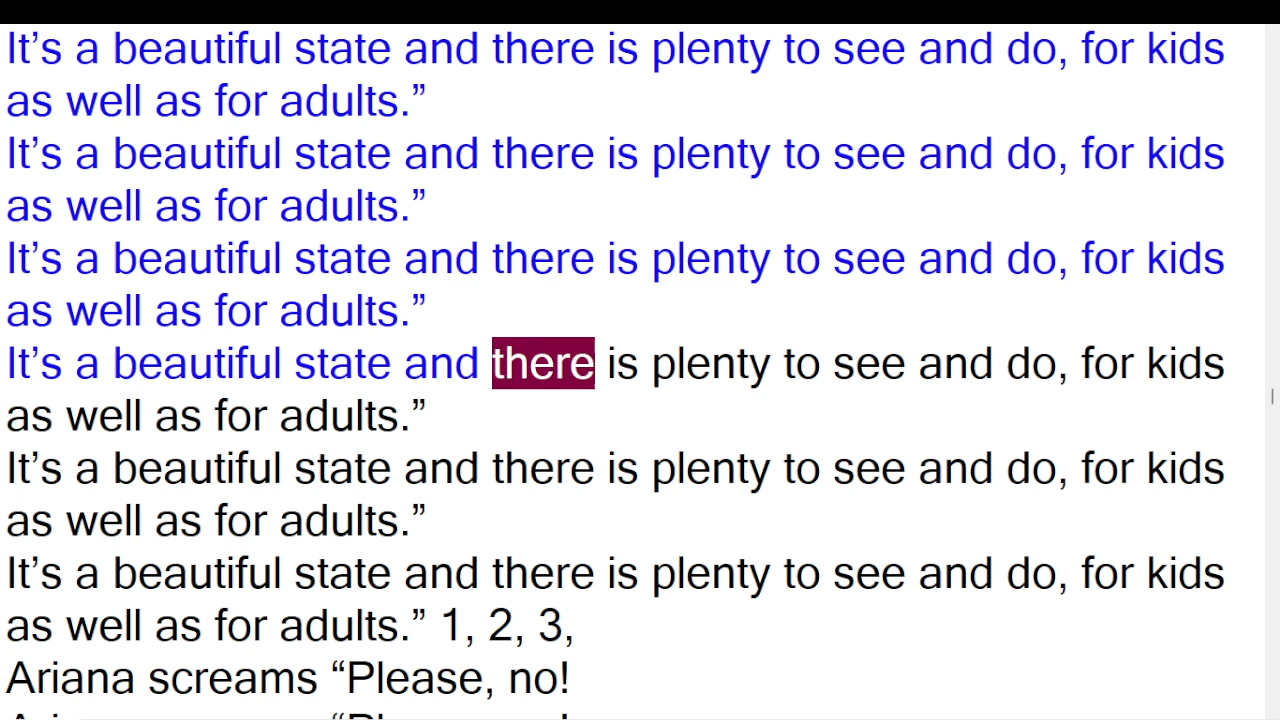 It’s a beautiful state and there is plenty to see and do, for kids
as well as for adults.”
It’s a beautiful state and there is plenty to see and do, for kids
as well as for adults.”
It’s a beautiful state and there is plenty to see and do, for kids
as well as for adults.”
It’s a beautiful state and there is plenty to see and do, for kids
as well as for adults.”
It’s a beautiful state and there is plenty to see and do, for kids
as well as for adults.”
It’s a beautiful state and there is plenty to see and do, for kids
as well as for adults.” 1, 2, 3,
Ariana screams “Please, no!